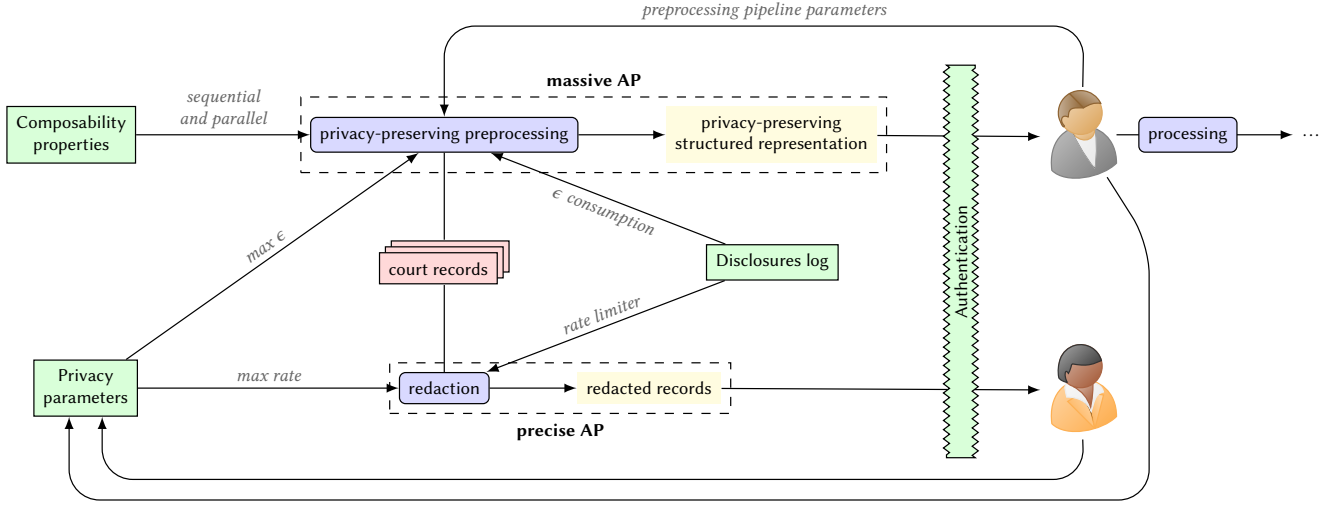 preprocessing pipeline parameters
massive AP
sequential
and parallel
Composability
properties
privacy-preserving preprocessing
privacy-preserving
structured representation
processing
...
max ϵ
ϵ consumption
court records
Disclosures log
Authentication
rate limiter
Privacy
parameters
max rate
redaction
redacted records
precise AP